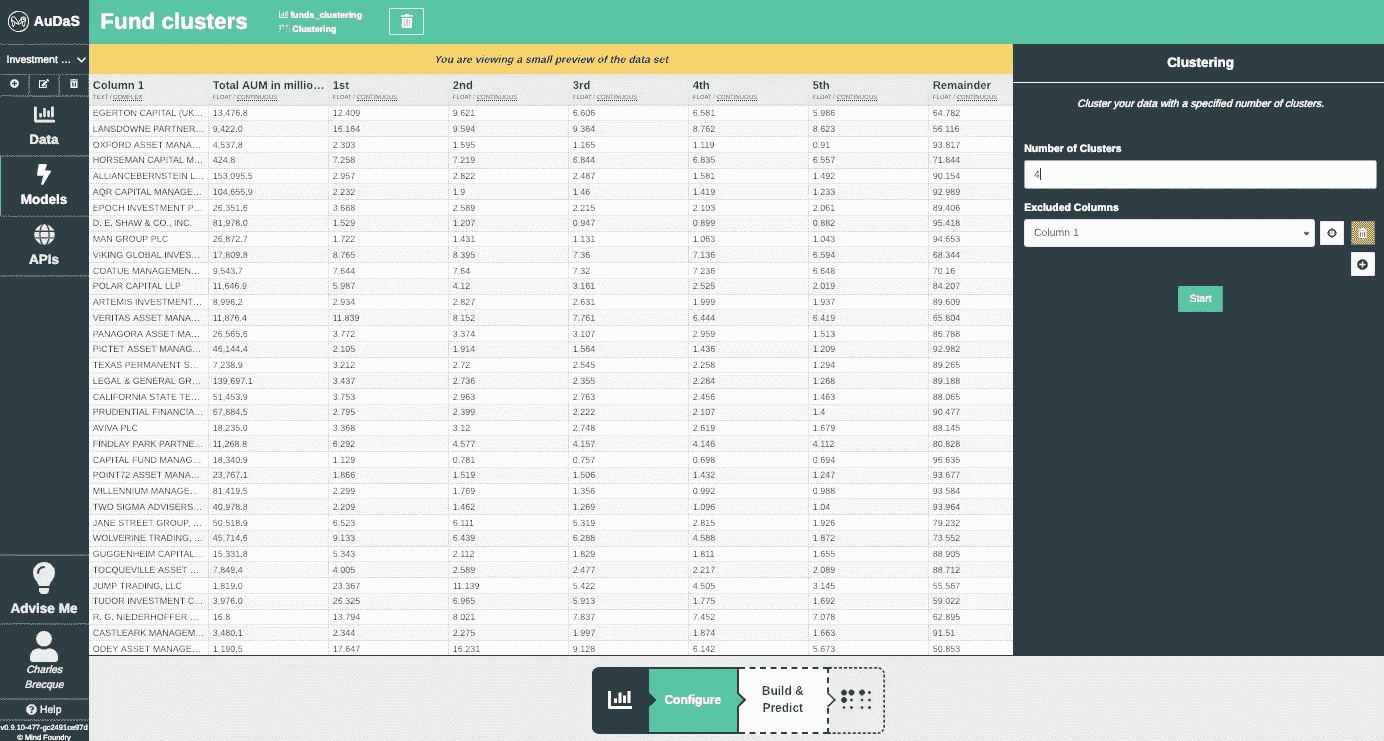 AuDaS
Fund clusters
funds_clustering
Clustering
Investment ...
Data
Models
APIs
Advise Me
Charles
Brecque
Help
© Mind Foundry
You are viewing a small preview of the data set
Column 1 Total AUM in millio... 1st 2nd 3rd 4th 5th Remainder
TEXT / COMPLEX FLOAT / CONTINUOUS FLOAT / CONTINUOUS FLOAT / CONTINUOUS FLOAT / CONTINUOUS FLOAT / CONTINUOUS FLOAT / CONTINUOUS FLOAT / CONTINUOUS
EGERTON CAPITAL (UK... 13,476.8 12.409 9.621 6.606 6.581 5.986 64.782
LANSDOWNE PARTNER... 9,422.0 16.164 9.594 9.364 8.762 8.623 56.116
OXFORD ASSET MANA... 4,537.8 2.303 1.595 1.165 1.119 0.91 93.817
HORSEMAN CAPITAL M... 424.8 7.258 7.219 6.844 6.835 6.557 71.844
ALLIANCEBERNSTEIN L... 153,095.5 2.957 2.822 2.487 1.581 1.492 90.154
AQR CAPITAL MANAGE... 104,655.9 2.232 1.9 1.46 1.419 1.233 92.989
EPOCH INVESTMENT P... 26,351.6 3.688 2.589 2.215 2.103 2.061 89.406
D. E. SHAW & CO., INC. 81,978.0 1.529 1.207 0.947 0.899 0.882 95.418
MAN GROUP PLC 26,872.7 1.722 1.431 1.131 1.063 1.043 94.653
VIKING GLOBAL INVES... 17,809.8 8.765 8.395 7.36 7.136 6.594 68.344
COATUE MANAGEMEN... 9,543.7 7.644 7.64 7.32 7.236 6.648 70.16
POLAR CAPITAL LLP 11,646.9 5.987 4.12 3.161 2.525 2.019 84.207
ARTEMIS INVESTMENT... 8,996.2 2.934 2.827 2.631 1.999 1.937 89.609
VERITAS ASSET MANA... 11,876.4 11.839 8.152 7.761 6.444 6.419 65.804
PANAGORA ASSET MA... 26,565.6 3.772 3.374 3.107 2.959 1.513 86.788
PICTET ASSET MANAG... 46,144.4 2.105 1.914 1.564 1.436 1.209 92.982
TEXAS PERMANENT S... 7,238.9 3.212 2.72 2.545 2.258 1.294 89.265
LEGAL & GENERAL GR... 139,697.1 3.437 2.736 2.355 2.284 1.268 89.188
CALIFORNIA STATE TE... 51,453.9 3.753 2.963 2.763 2.456 1.463 88.065
PRUDENTIAL FINANCIA... 67,884.5 2.795 2.399 2.222 2.107 1.4 90.477
AVIVA PLC 18,235.0 3.368 3.12 2.748 2.619 1.679 88.145
FINDLAY PARK PARTNE... 11,268.8 6.292 4.577 4.157 4.146 4.112 80.828
CAPITAL FUND MANAG... 18,340.9 1.129 0.781 0.757 0.698 0.694 96.635
POINT72 ASSET MANA... 23,767.1 1.866 1.519 1.506 1.432 1.247 93.677
MILLENNIUM MANAGE... 81,419.5 2.299 1.769 1.356 0.992 0.988 93.584
TWO SIGMA ADVISERS... 40,978.8 2.209 1.462 1.269 1.096 1.04 93.964
JANE STREET GROUP, ... 50,518.9 6.523 6.111 5.319 2.815 1.926 79.232
WOLVERINE TRADING, ... 45,714.6 9.133 6.439 6.288 4.588 1.872 73.552
GUGGENHEIM CAPITAL... 15,331.8 5.343 2.112 1.829 1.811 1.655 88.905
TOCQUEVILLE ASSET ... 7,849.4 4.005 2.589 2.477 2.217 2.089 88.712
JUMP TRADING, LLC 1,819.0 23.367 11.139 5.422 4.505 3.145 55.567
TUDOR INVESTMENT C... 3,976.0 26.325 6.965 5.913 1.775 1.692 59.022
R. G. NIEDERHOFFER ... 16.8 13.794 8.021 7.837 7.452 7.078 62.895
CASTLEARK MANAGEM... 3,480.1 2.344 2.275 1.997 1.874 1.663 91.51
ODEY ASSET MANAGE... 1,190.5 17.647 16.231 9.128 6.142 5.673 50.853
Clustering
Cluster your data with a specified number of clusters.
Number of Clusters
4
Excluded Columns
Column 1
Start
Configure
Build &
Predict